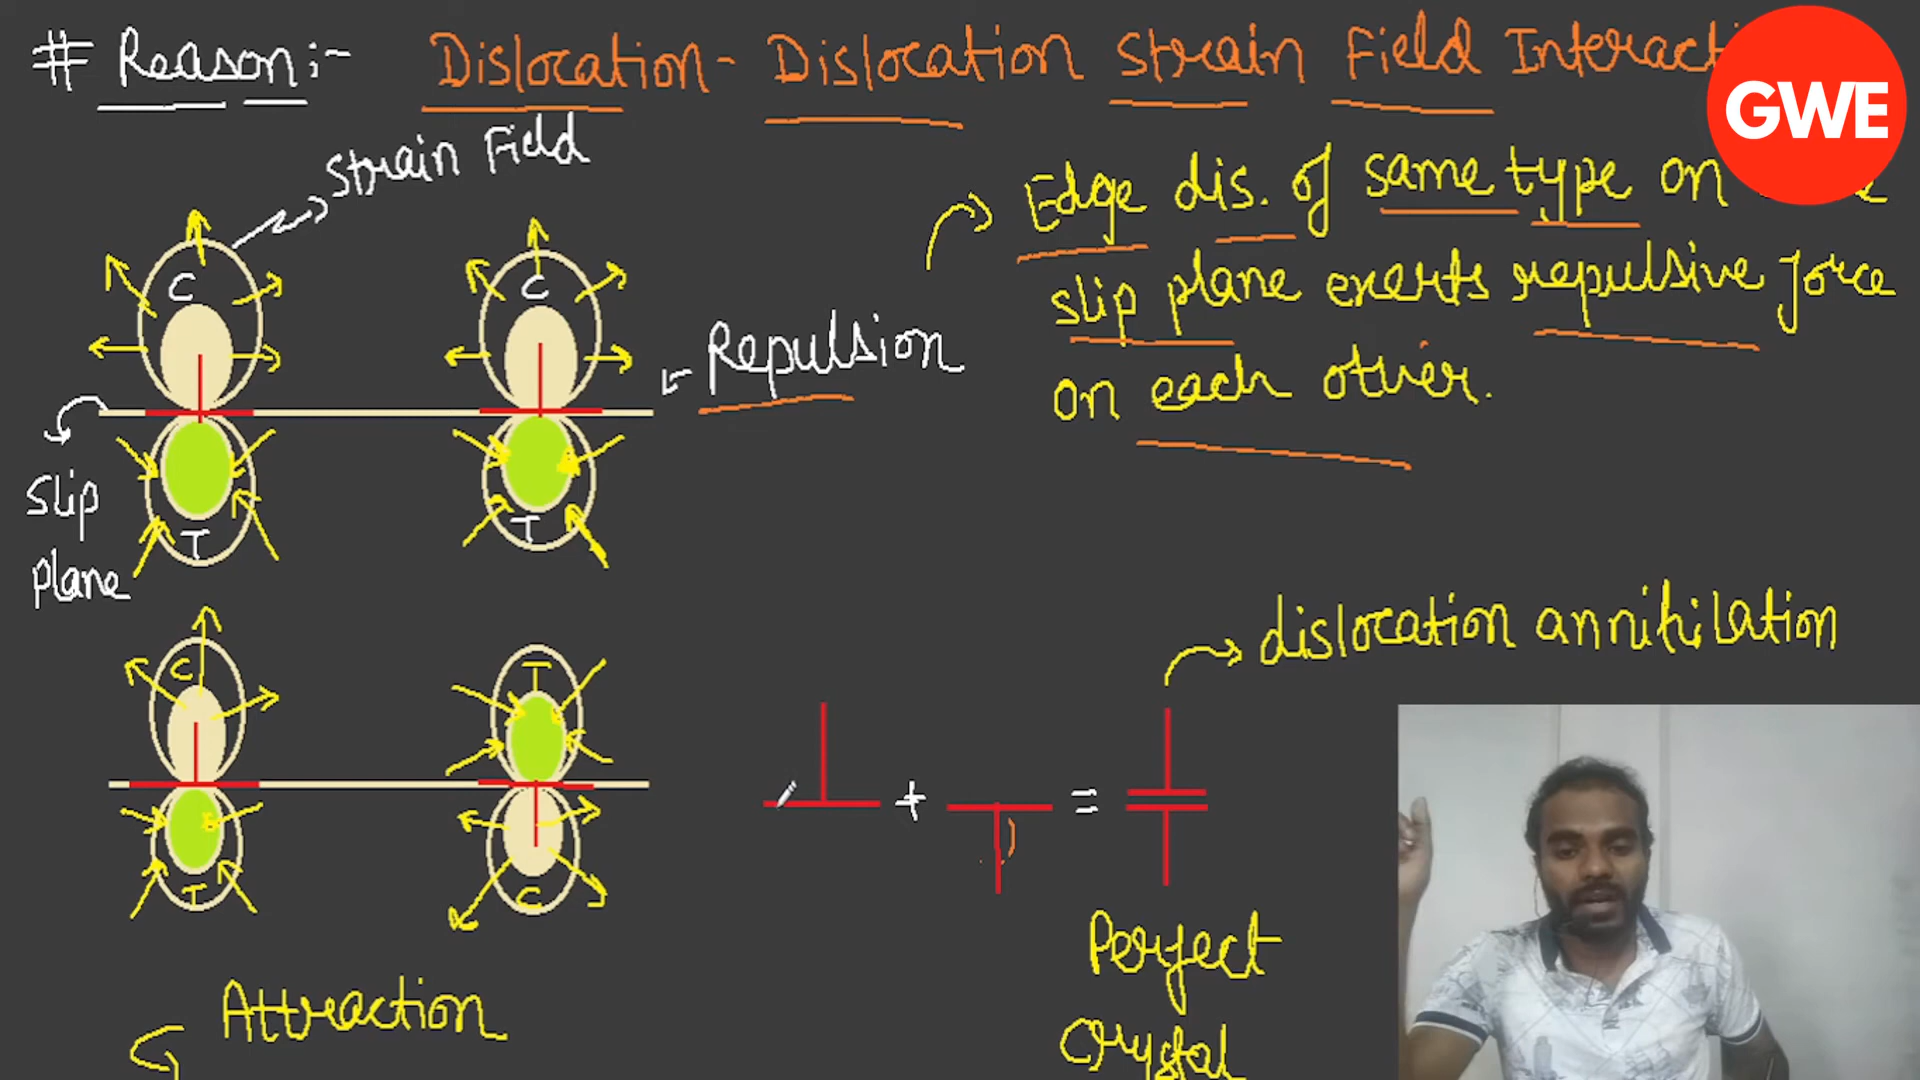 # Reason:- Dislocation-Dislocation Strain Field
GWE
Strain Field
Edge dis. of same type on
slip plane exerts repulsive force
on each other.
C
C
Repulsion
Slip
plane
T
T
dislocation annihilation
C
T
+
=
T
C
Perfect
Crystal
Attraction